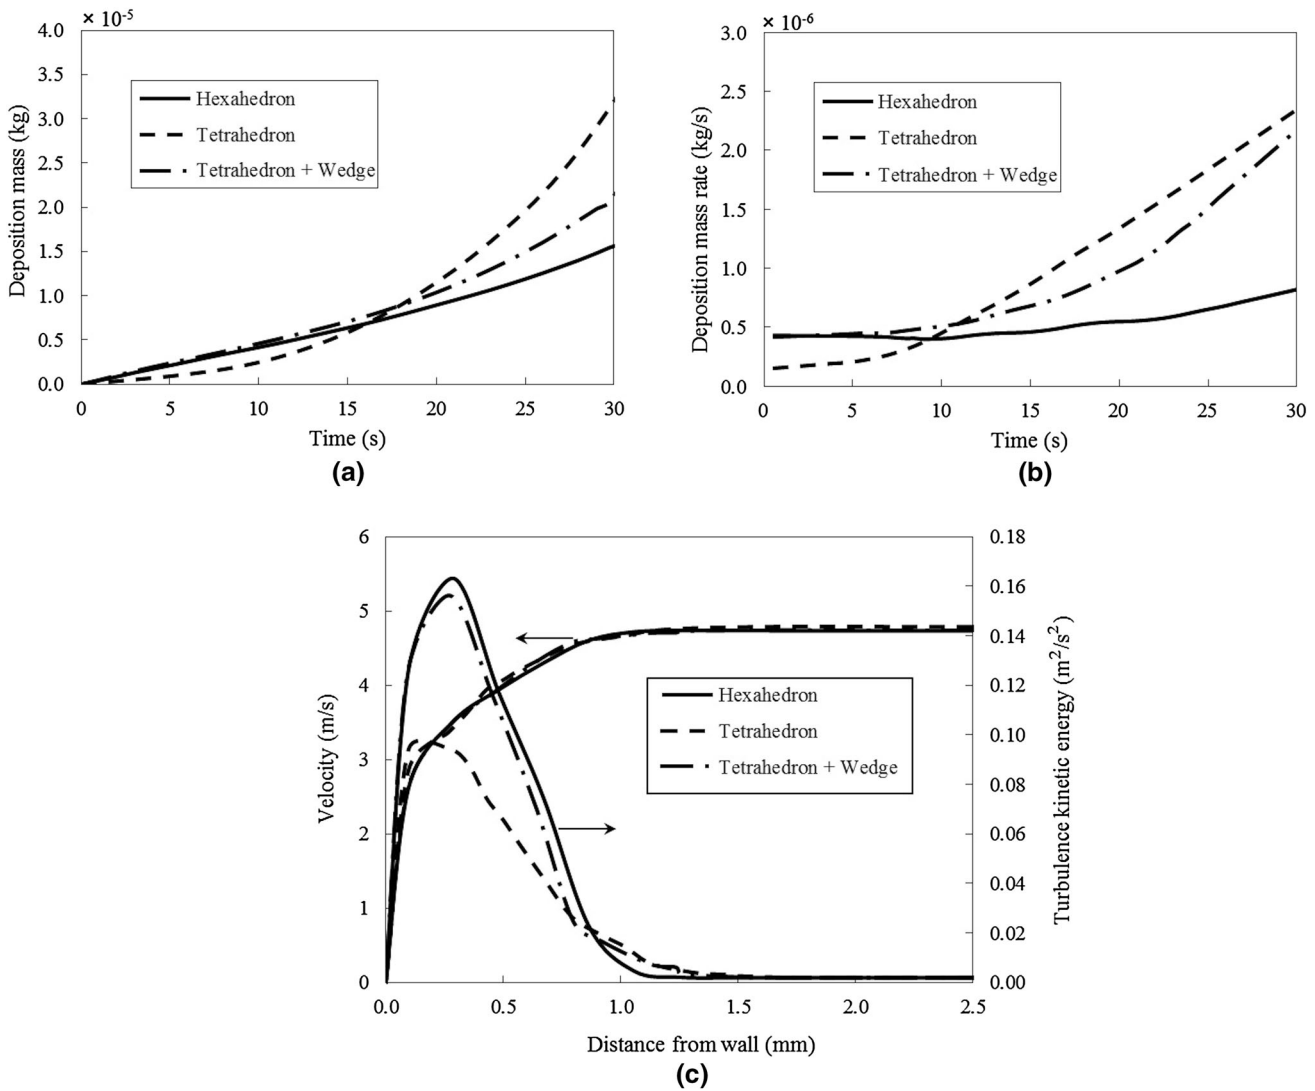 × 10⁻⁵
4.0
3.5
3.0
2.5
2.0
1.5
1.0
0.5
0.0
Deposition mass (kg)
Hexahedron
Tetrahedron
Tetrahedron + Wedge
0 5 10 15 20 25 30
Time (s)
(a)
× 10⁻⁶
3.0
2.5
2.0
1.5
1.0
0.5
0.0
Deposition mass rate (kg/s)
Hexahedron
Tetrahedron
Tetrahedron + Wedge
0 5 10 15 20 25 30
Time (s)
(b)
6
5
4
3
2
1
0
Velocity (m/s)
Hexahedron
Tetrahedron
Tetrahedron + Wedge
0.18
0.16
0.14
0.12
0.10
0.08
0.06
0.04
0.02
0.00
Turbulence kinetic energy (m²/s²)
0.0 0.5 1.0 1.5 2.0 2.5
Distance from wall (mm)
(c)